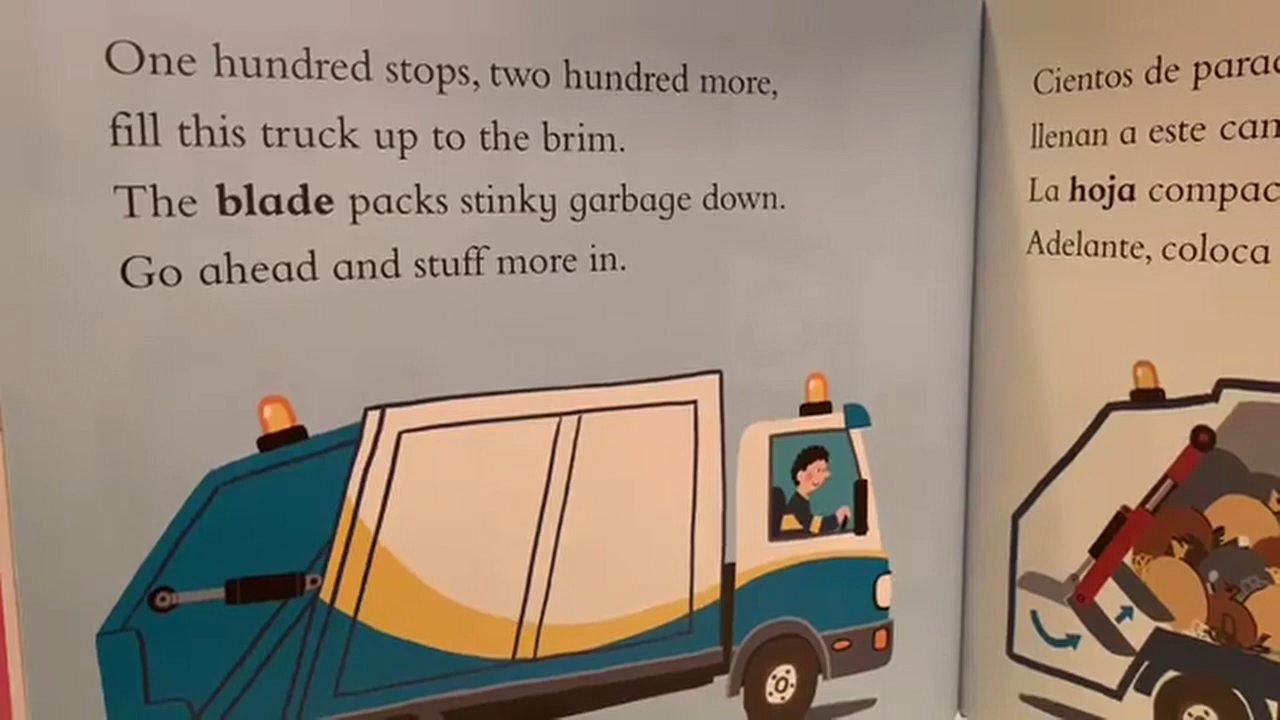 One hundred stops, two hundred more,
fill this truck up to the brim.
The blade packs stinky garbage down.
Go ahead and stuff more in.
Cientos de
llenan a este
La hoja
Adelante, coloca